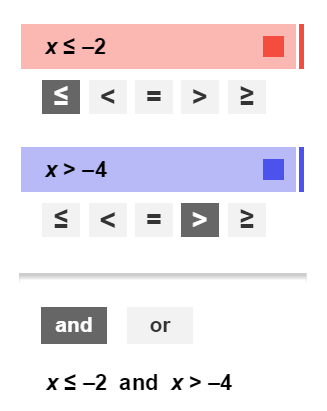 x ≤ –2
≤ < = > ≥
x > –4
≤ < = > ≥
and or
x ≤ –2 and x > –4